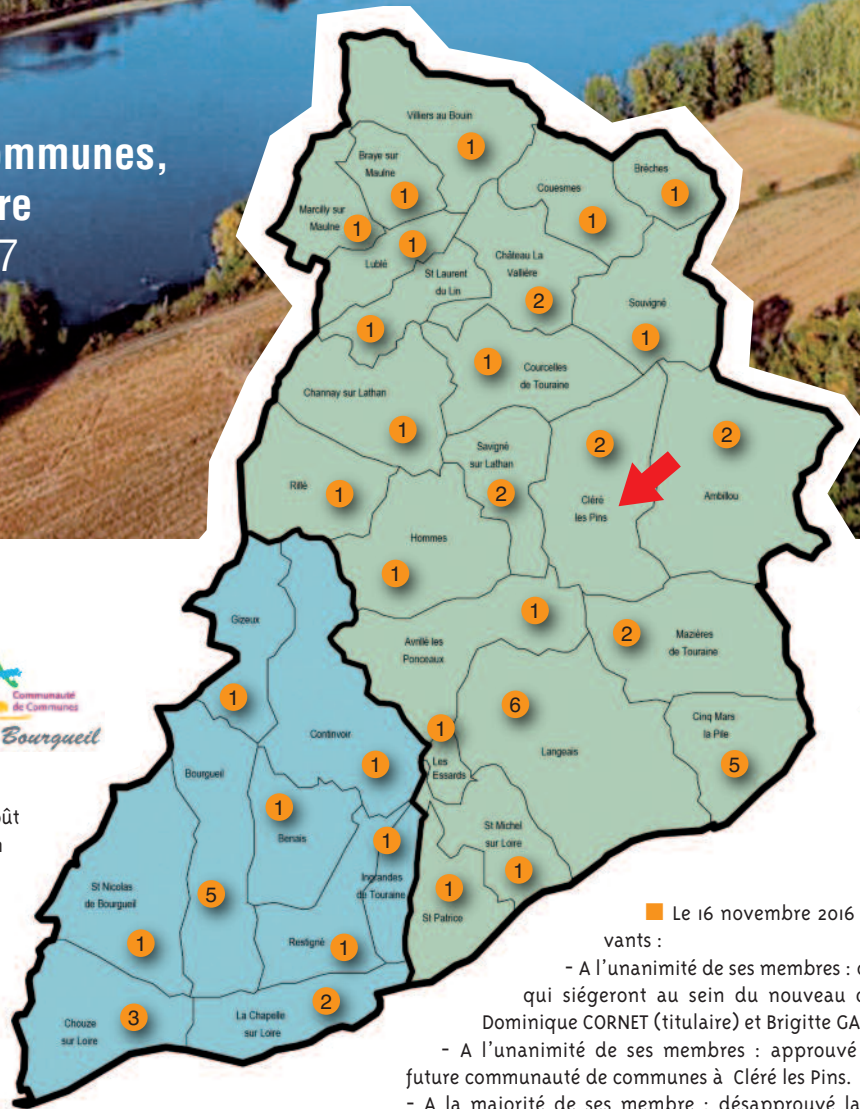 ommunes,
re
7
Villiers au Bouin
1
Braye sur
Maulne
1
Marcilly sur
Maulne
1
Lublé
1
Couesmes
1
Brèches
1
St Laurent
du Lin
1
Château La
Vallière
2
Souvigné
1
Courcelles
de Touraine
1
Channay sur Lathan
1
Savigné
sur Lathan
2
Cléré
les Pins
2
Ambillou
2
Rillé
1
Hommes
1
Avrillé les
Ponceaux
1
Mazières
de Touraine
2
Langeais
6
Cinq Mars
la Pile
5
Les
Essards
1
St Michel
sur Loire
1
St Patrice
1
Gizeux
1
Continvoir
1
Bourgueil
5
Benais
1
Ingrandes
de Touraine
1
St Nicolas
de Bourgueil
1
Restigné
1
Chouze
sur Loire
3
La Chapelle
sur Loire
2
Communauté
de Communes
Bourgueil
ût
■ Le 16 novembre 2016
vants :
- A l'unanimité de ses membres :
qui siégeront au sein du nouveau
Dominique CORNET (titulaire) et Brigitte GA
- A l'unanimité de ses membres : approuvé
future communauté de communes à Cléré les Pins.
- A la majorité de ses membre : désapprouvé la